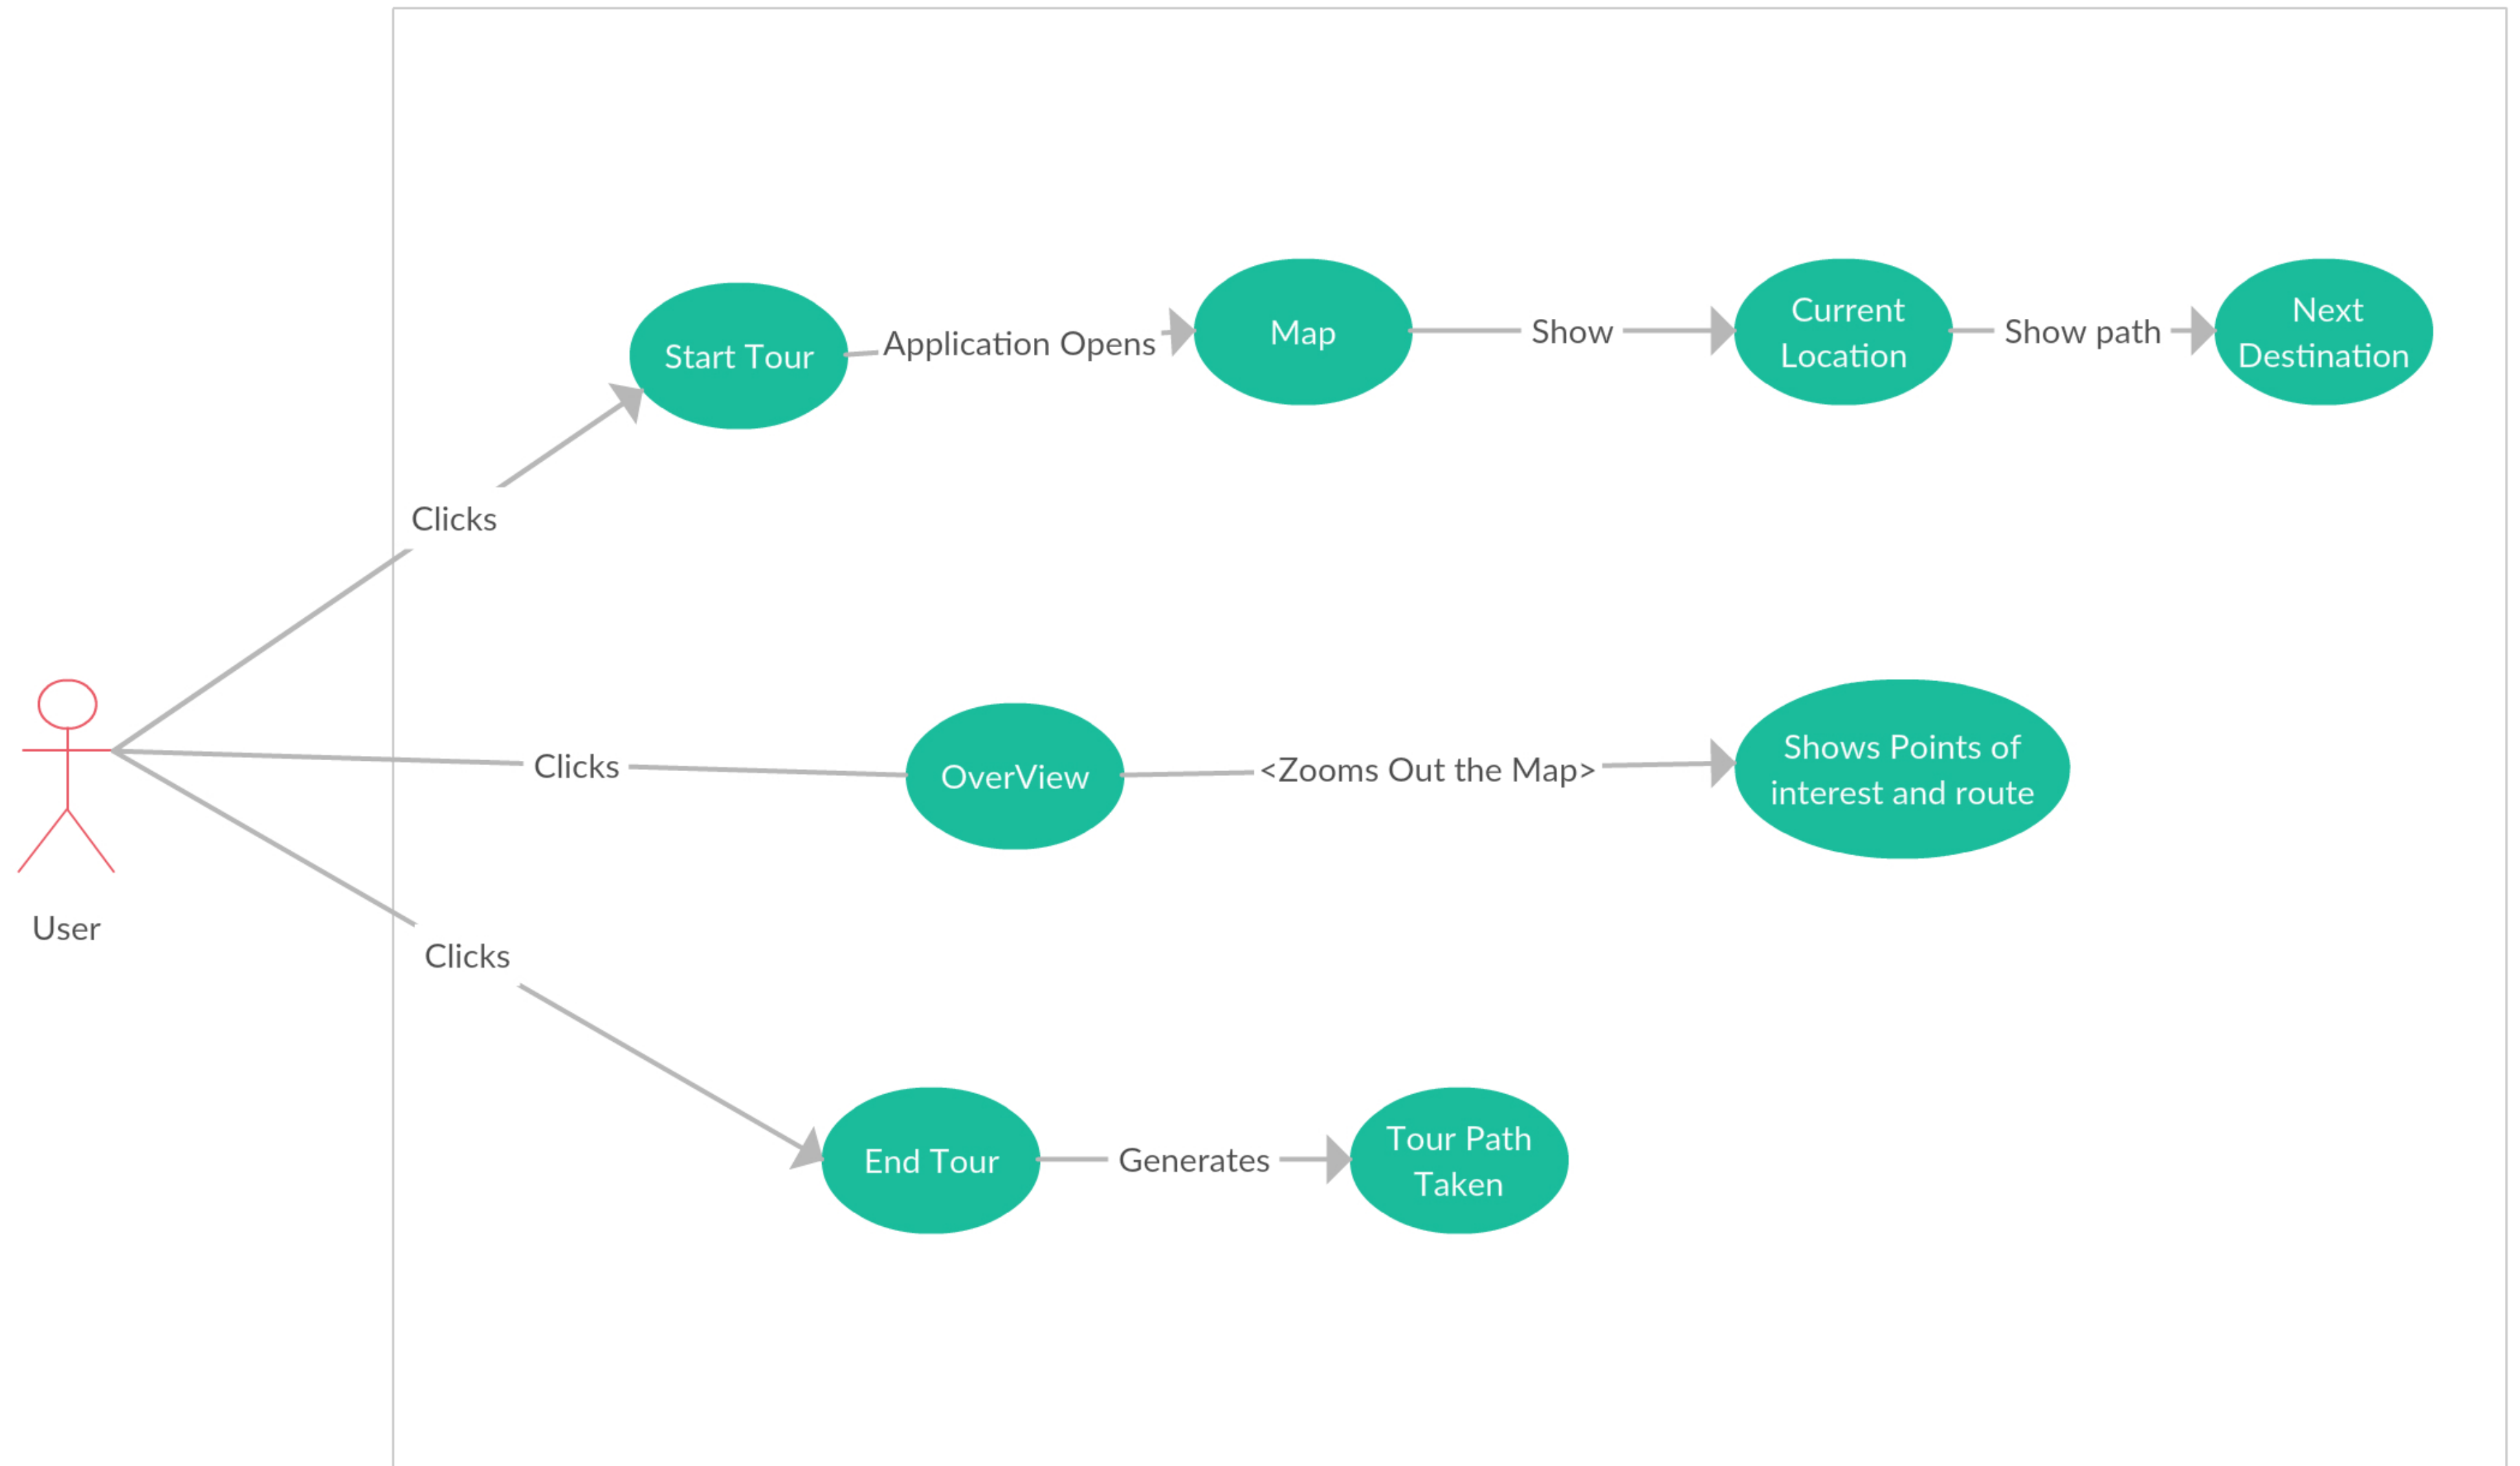 Start Tour
Application Opens
Map
Show
Current
Location
Show path
Next
Destination
Clicks
User
Clicks
OverView
<Zooms Out the Map>
Shows Points of
interest and route
Clicks
End Tour
Generates
Tour Path
Taken